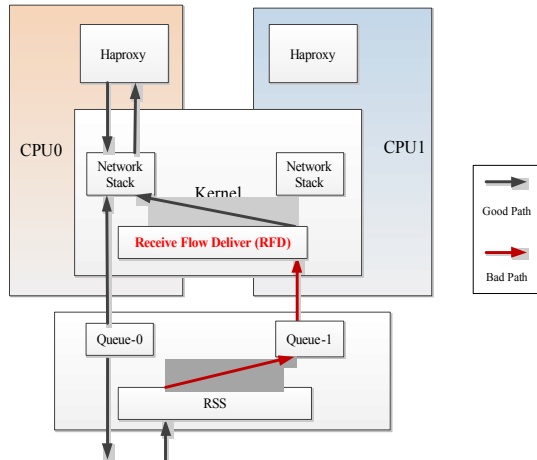 Haproxy
Haproxy
CPU0
CPU1
Network
Stack
Network
Stack
Kernel
Receive Flow Deliver (RFD)
Good Path
Bad Path
Queue-0
Queue-1
RSS